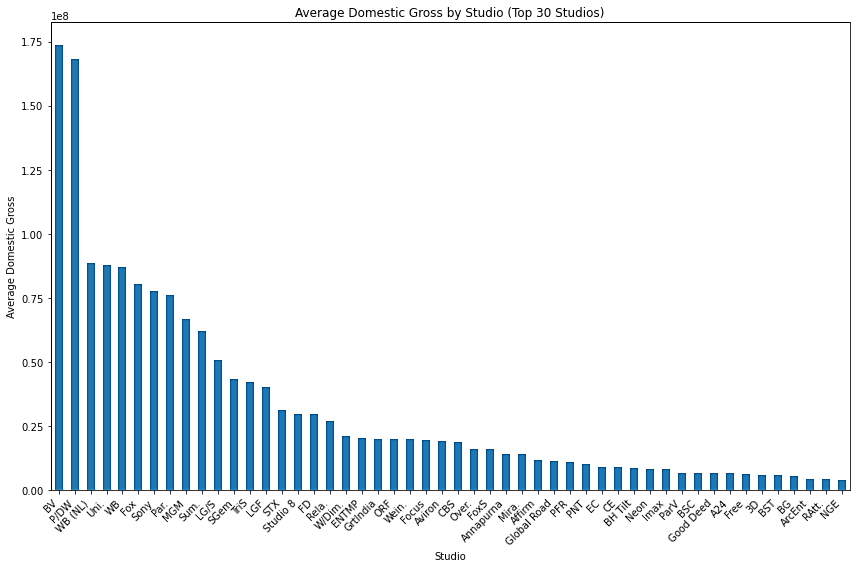 Average Domestic Gross by Studio (Top 30 Studios)
1e8
1.75
1.50
1.25
1.00
0.75
0.50
0.25
0.00
Average Domestic Gross
BV
P/DW
WB (NL)
Uni.
WB
Fox
Sony
Par.
MGM
Sum.
LG/S
SGem
TriS
LGF
STX
Studio 8
FD
Rela.
W/Dim.
ENTMP
GrtIndia
ORF
Wein.
Focus
Aviron
CBS
Over.
FoxS
Annapurna
Mira.
Affirm
Global Road
PFR
PNT
EC
CE
BH Tilt
Neon
Imax
ParV
BSC
Good Deed
A24
Free
3D
BST
BG
ArcEnt
RAtt.
NGE
Studio